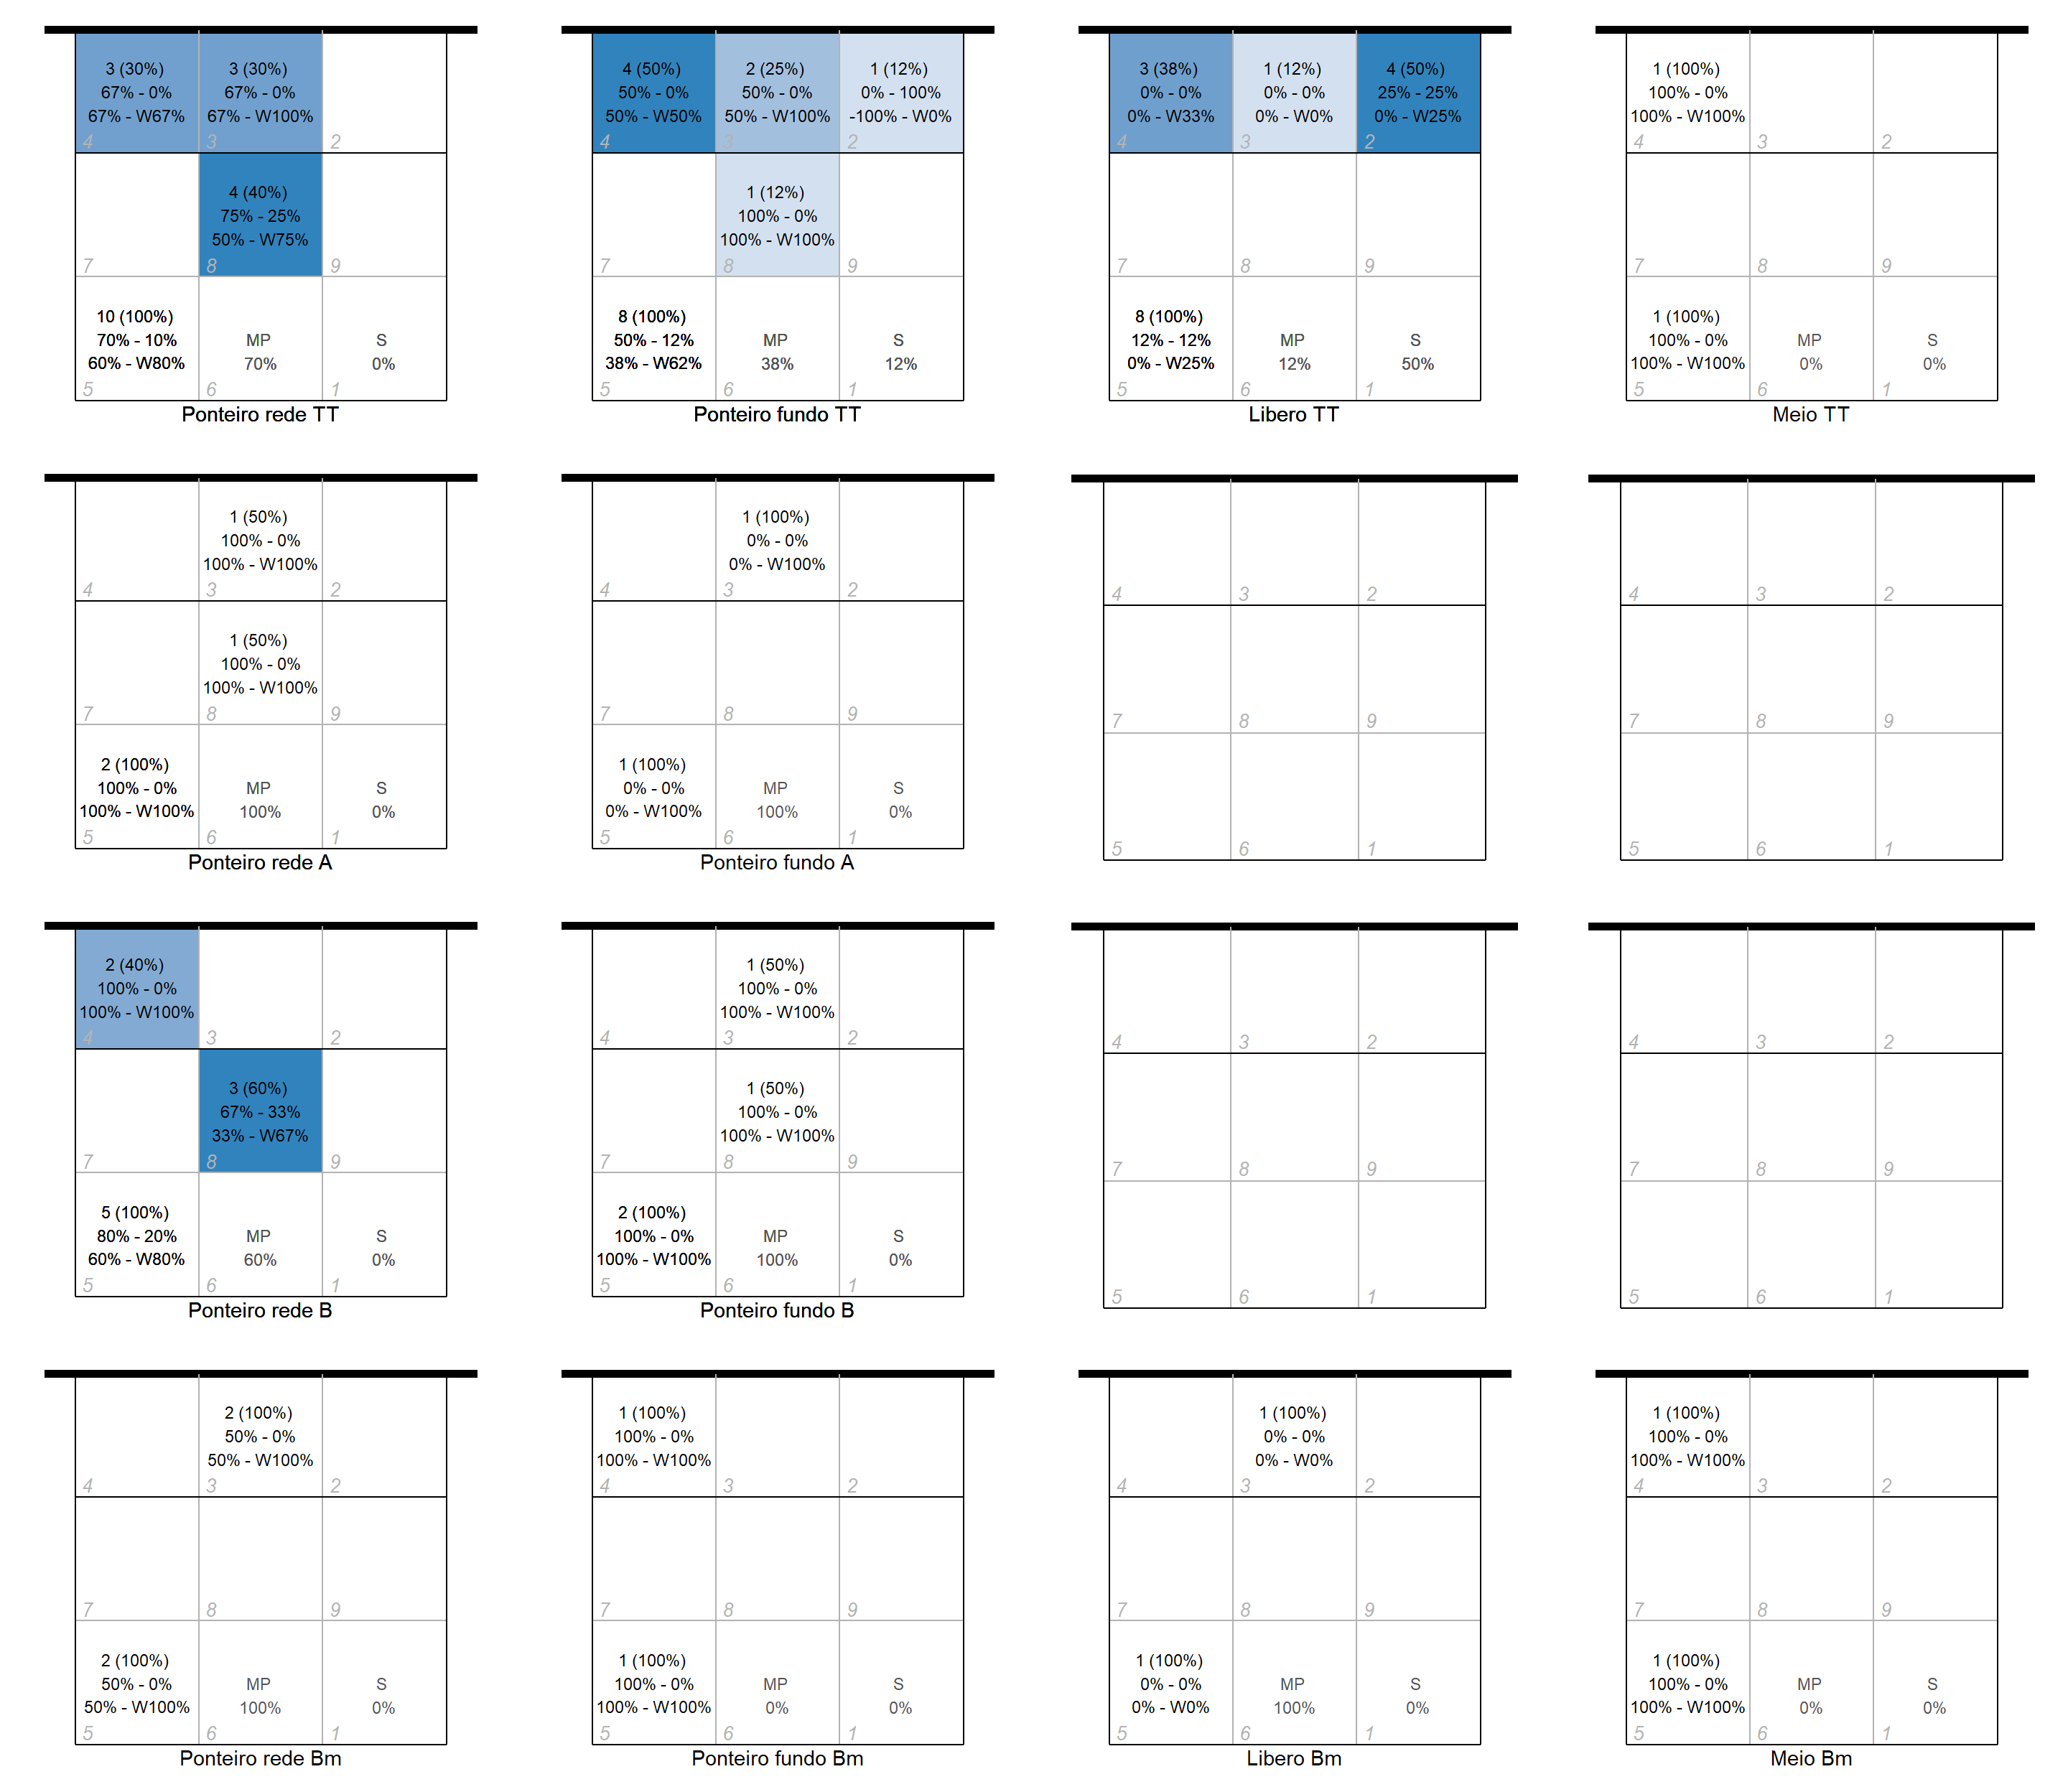 3 (30%)
67% - 0%
67% - W67%
4
3 (30%)
67% - 0%
67% - W100%
3
2
7
4 (40%)
75% - 25%
50% - W75%
8
9
10 (100%)
70% - 10%
60% - W80%
5
MP
70%
6
S
0%
1
Ponteiro rede TT
4 (50%)
50% - 0%
50% - W50%
4
2 (25%)
50% - 0%
50% - W100%
3
1 (12%)
0% - 100%
-100% - W0%
2
7
1 (12%)
100% - 0%
100% - W100%
8
9
8 (100%)
50% - 12%
38% - W62%
5
MP
38%
6
S
12%
1
Ponteiro fundo TT
3 (38%)
0% - 0%
0% - W33%
4
1 (12%)
0% - 0%
0% - W0%
3
4 (50%)
25% - 25%
0% - W25%
2
7
8
9
8 (100%)
12% - 12%
0% - W25%
5
MP
12%
6
S
50%
1
Libero TT
1 (100%)
100% - 0%
100% - W100%
4
3
2
7
8
9
1 (100%)
100% - 0%
100% - W100%
5
MP
0%
6
S
0%
1
Meio TT
4
1 (50%)
100% - 0%
100% - W100%
3
2
7
1 (50%)
100% - 0%
100% - W100%
8
9
2 (100%)
100% - 0%
100% - W100%
5
MP
100%
6
S
0%
1
Ponteiro rede A
4
1 (100%)
0% - 0%
0% - W100%
3
2
7
8
9
1 (100%)
0% - 0%
0% - W100%
5
MP
100%
6
S
0%
1
Ponteiro fundo A
4
3
2
7
8
9
5
6
1
4
3
2
7
8
9
5
6
1
2 (40%)
100% - 0%
100% - W100%
4
3
2
7
3 (60%)
67% - 33%
33% - W67%
8
9
5 (100%)
80% - 20%
60% - W80%
5
MP
60%
6
S
0%
1
Ponteiro rede B
4
1 (50%)
100% - 0%
100% - W100%
3
2
7
1 (50%)
100% - 0%
100% - W100%
8
9
2 (100%)
100% - 0%
100% - W100%
5
MP
100%
6
S
0%
1
Ponteiro fundo B
4
3
2
7
8
9
5
6
1
4
3
2
7
8
9
5
6
1
4
2 (100%)
50% - 0%
50% - W100%
3
2
7
8
9
2 (100%)
50% - 0%
50% - W100%
5
MP
100%
6
S
0%
1
Ponteiro rede Bm
1 (100%)
100% - 0%
100% - W100%
4
3
2
7
8
9
1 (100%)
100% - 0%
100% - W100%
5
MP
0%
6
S
0%
1
Ponteiro fundo Bm
4
1 (100%)
0% - 0%
0% - W0%
3
2
7
8
9
1 (100%)
0% - 0%
0% - W0%
5
MP
100%
6
S
0%
1
Libero Bm
1 (100%)
100% - 0%
100% - W100%
4
3
2
7
8
9
1 (100%)
100% - 0%
100% - W100%
5
MP
0%
6
S
0%
1
Meio Bm